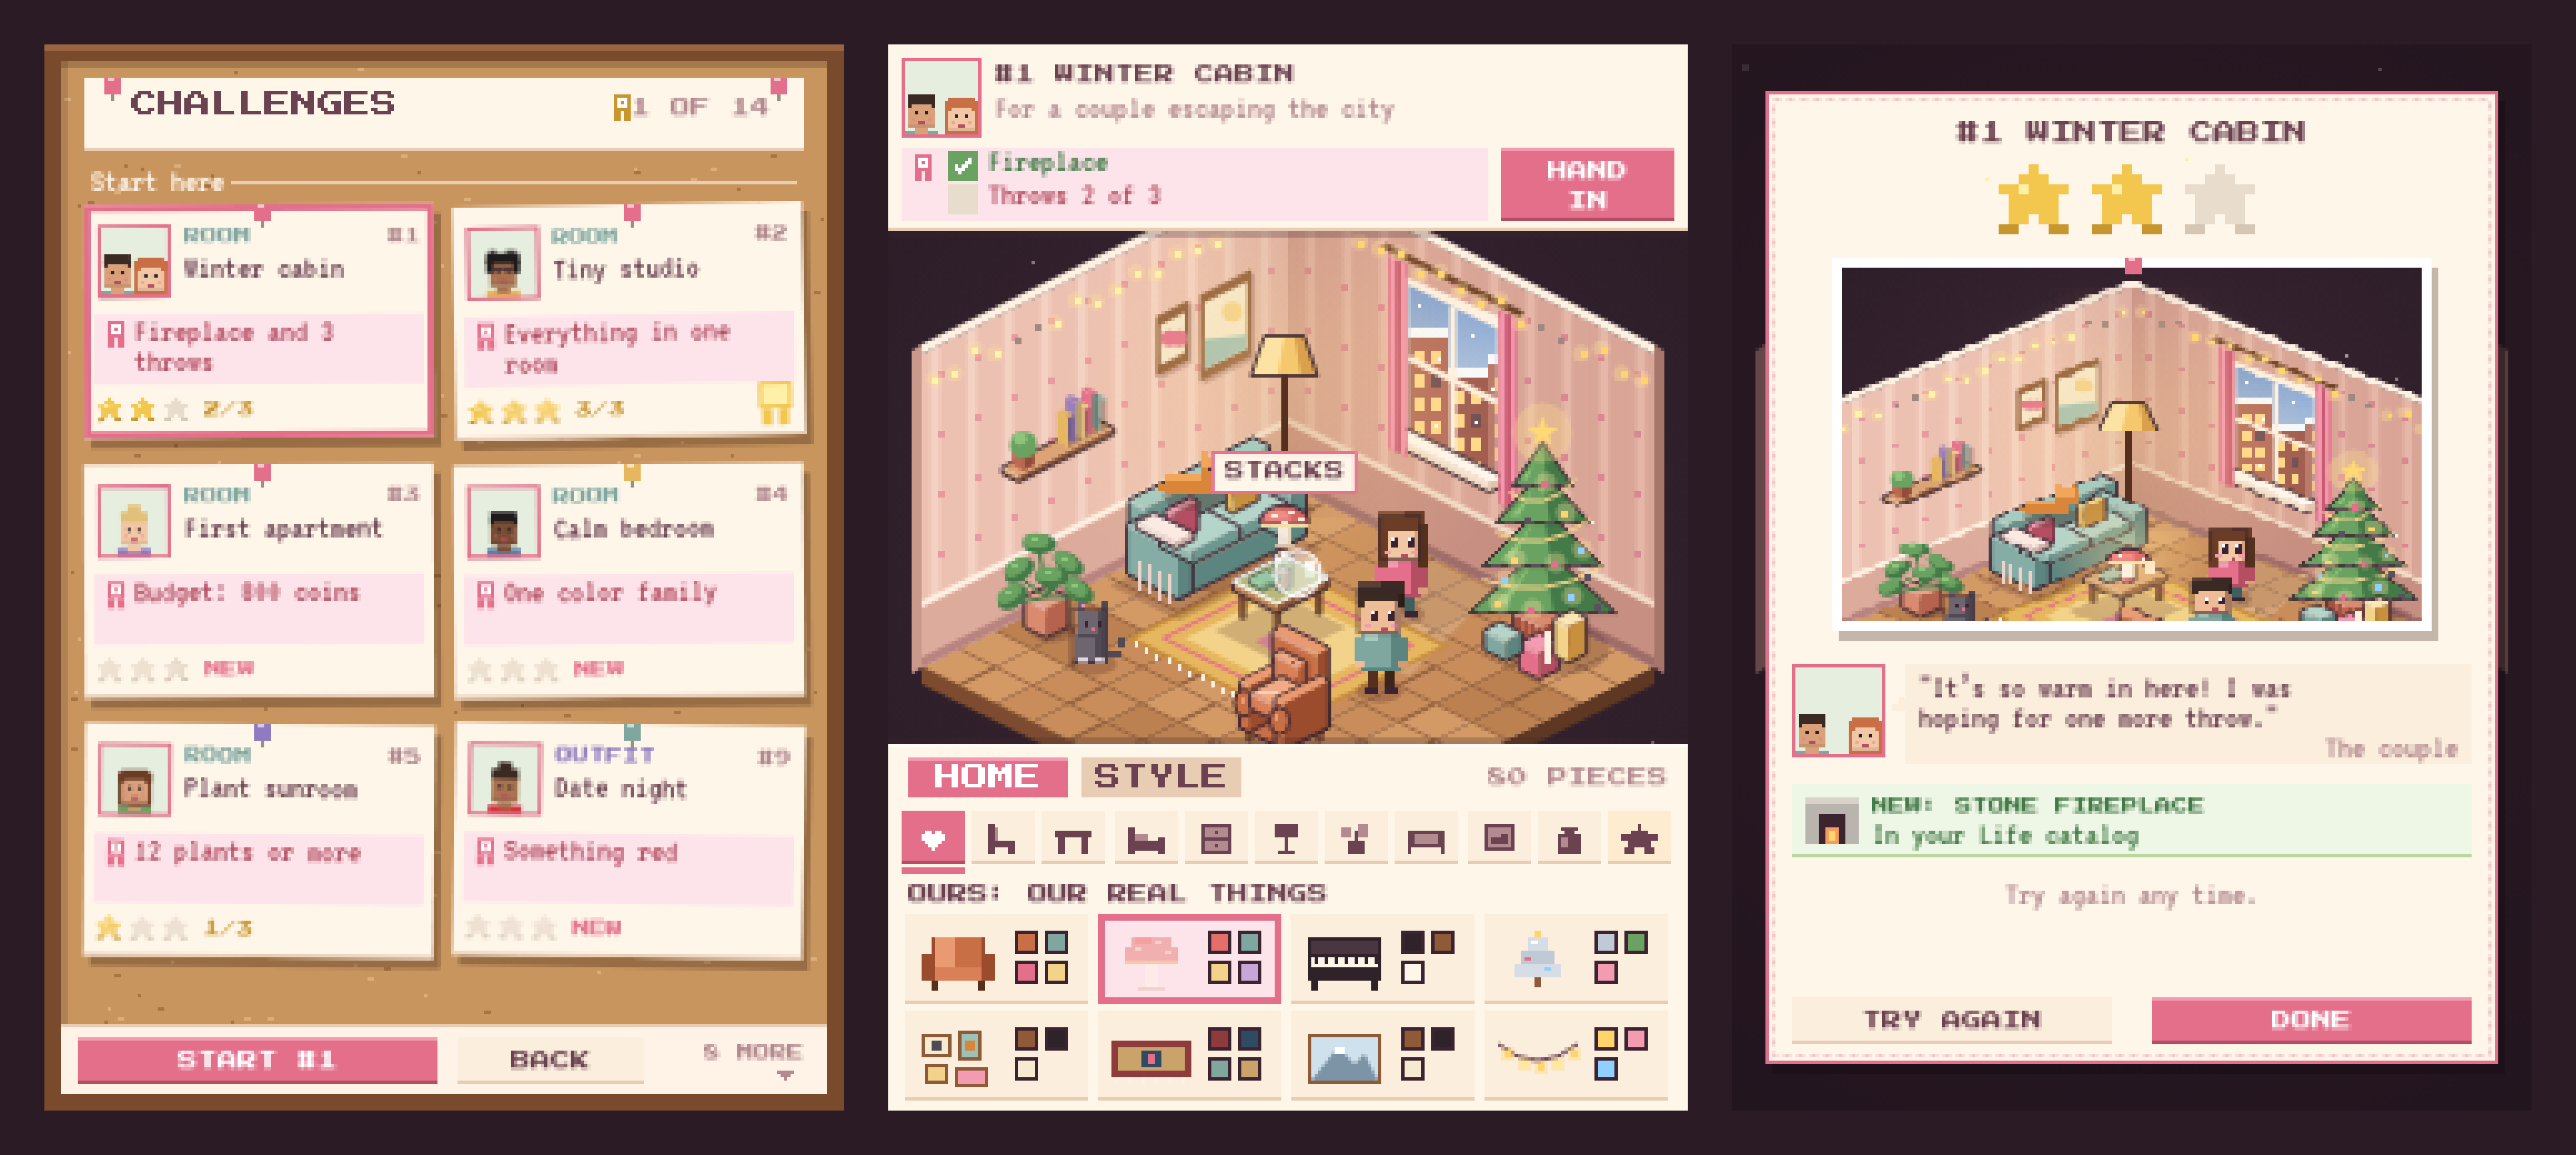 CHALLENGES
1 OF 14
Start here
ROOM
#1
Winter cabin
Fireplace and 3
throws
2/3
ROOM
#2
Tiny studio
Everything in one
room
3/3
ROOM
#3
First apartment
Budget: 800 coins
NEW
ROOM
#4
Calm bedroom
One color family
NEW
ROOM
#5
Plant sunroom
12 plants or more
1/3
OUTFIT
#9
Date night
Something red
NEW
START #1
BACK
8 MORE
#1 WINTER CABIN
For a couple escaping the city
Fireplace
Throws 2 of 3
HAND
IN
STACKS
HOME
STYLE
80 PIECES
OURS: OUR REAL THINGS
#1 WINTER CABIN
"It's so warm in here! I was
hoping for one more throw."
The couple
NEW: STONE FIREPLACE
In your Life catalog
Try again any time.
TRY AGAIN
DONE